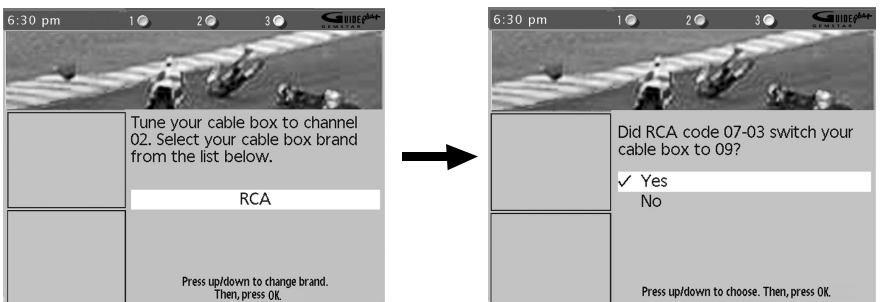 6:30 pm 1 2 3 GUIDE Plus+
GEMSTAR
Tune your cable box to channel
02. Select your cable box brand
from the list below.
RCA
Press up/down to change brand.
Then, press OK.
6:30 pm 1 2 3 GUIDE Plus+
GEMSTAR
Did RCA code 07-03 switch your
cable box to 09?
✓ Yes
No
Press up/down to choose. Then, press OK.